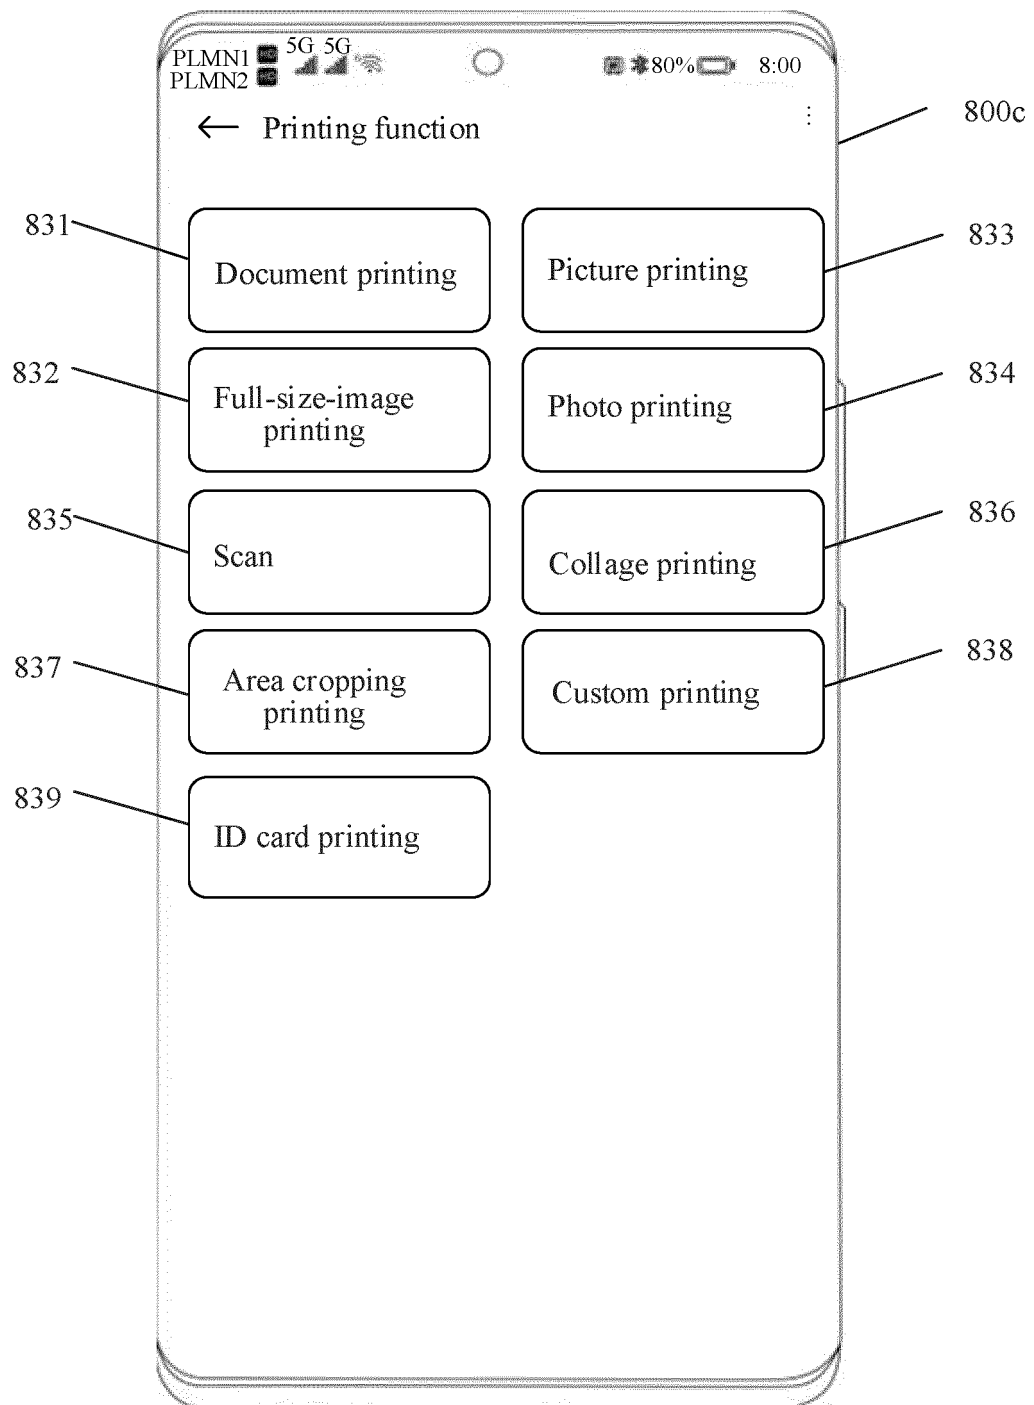 PLMN1 HD 5G 5G
PLMN2 HD
80% 8:00
Printing function
800c
831
Document printing
Picture printing
833
832
Full-size-image
printing
Photo printing
834
835
Scan
Collage printing
836
837
Area cropping
printing
Custom printing
838
839
ID card printing